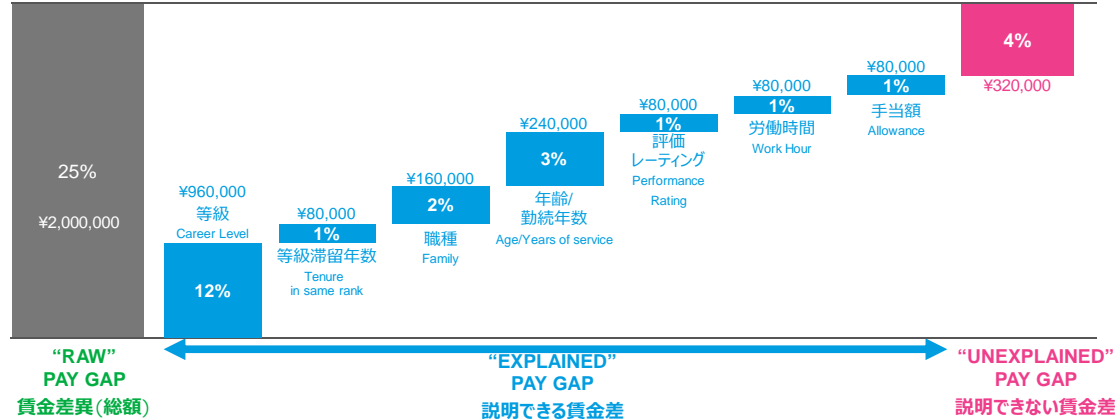 25%
¥2,000,000
"RAW"
PAY GAP
賃金差異(総額)
¥960,000
等級
Career Level
12%
¥80,000
1%
等級滞留年数
Tenure
in same rank
¥160,000
2%
職種
Family
¥240,000
3%
年齢/
勤続年数
Age/Years of service
¥80,000
1%
評価
レーティング
Performance
Rating
¥80,000
1%
労働時間
Work Hour
¥80,000
1%
手当額
Allowance
“EXPLAINED”
PAY GAP
説明できる賃金差
4%
¥320,000
“UNEXPLAINED”
PAY GAP
説明できない賃金差